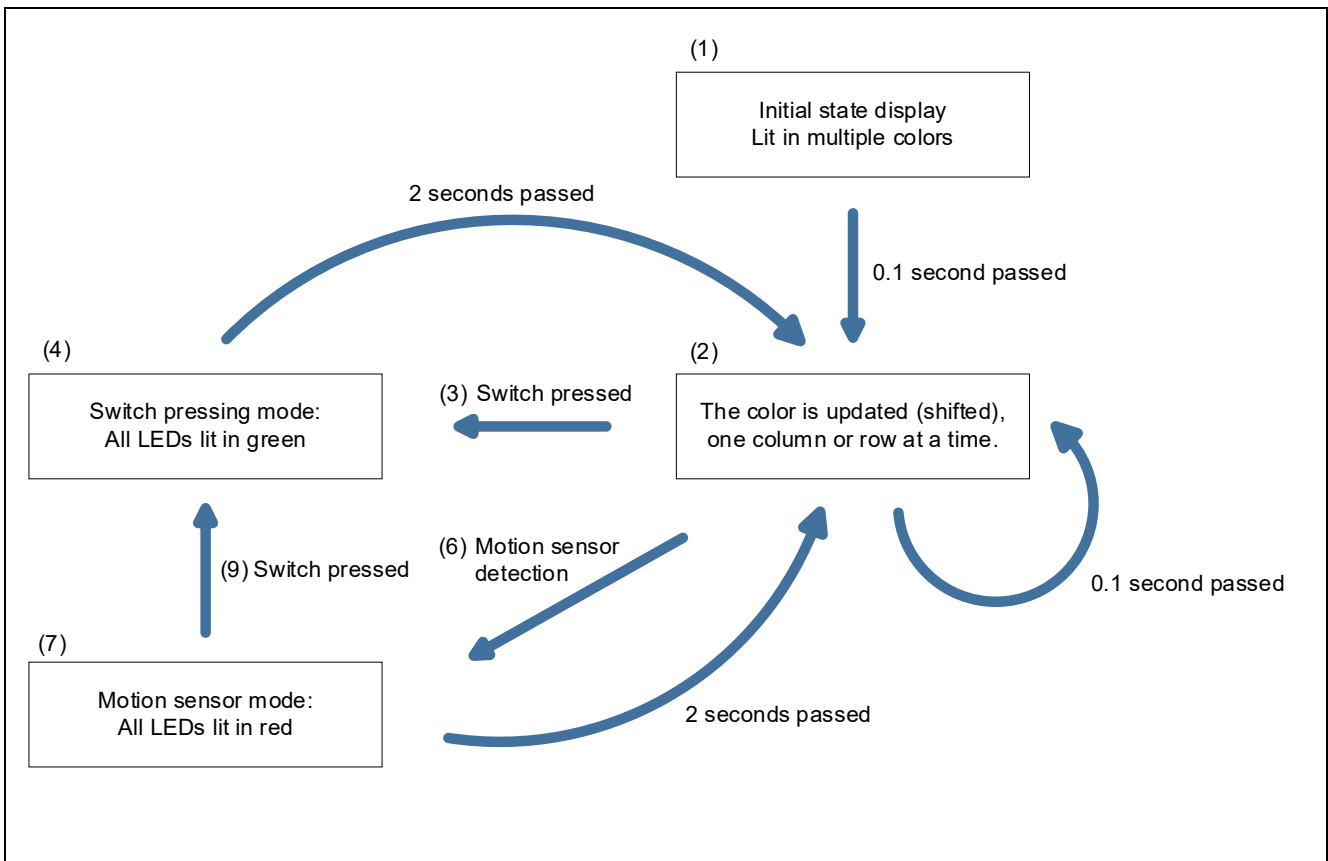 (1)
Initial state display
Lit in multiple colors
2 seconds passed
0.1 second passed
(4)
(2)
Switch pressing mode:
All LEDs lit in green
(3) Switch pressed
The color is updated (shifted),
one column or row at a time.
(6) Motion sensor
detection
(9) Switch pressed
0.1 second passed
(7)
Motion sensor mode:
All LEDs lit in red
2 seconds passed